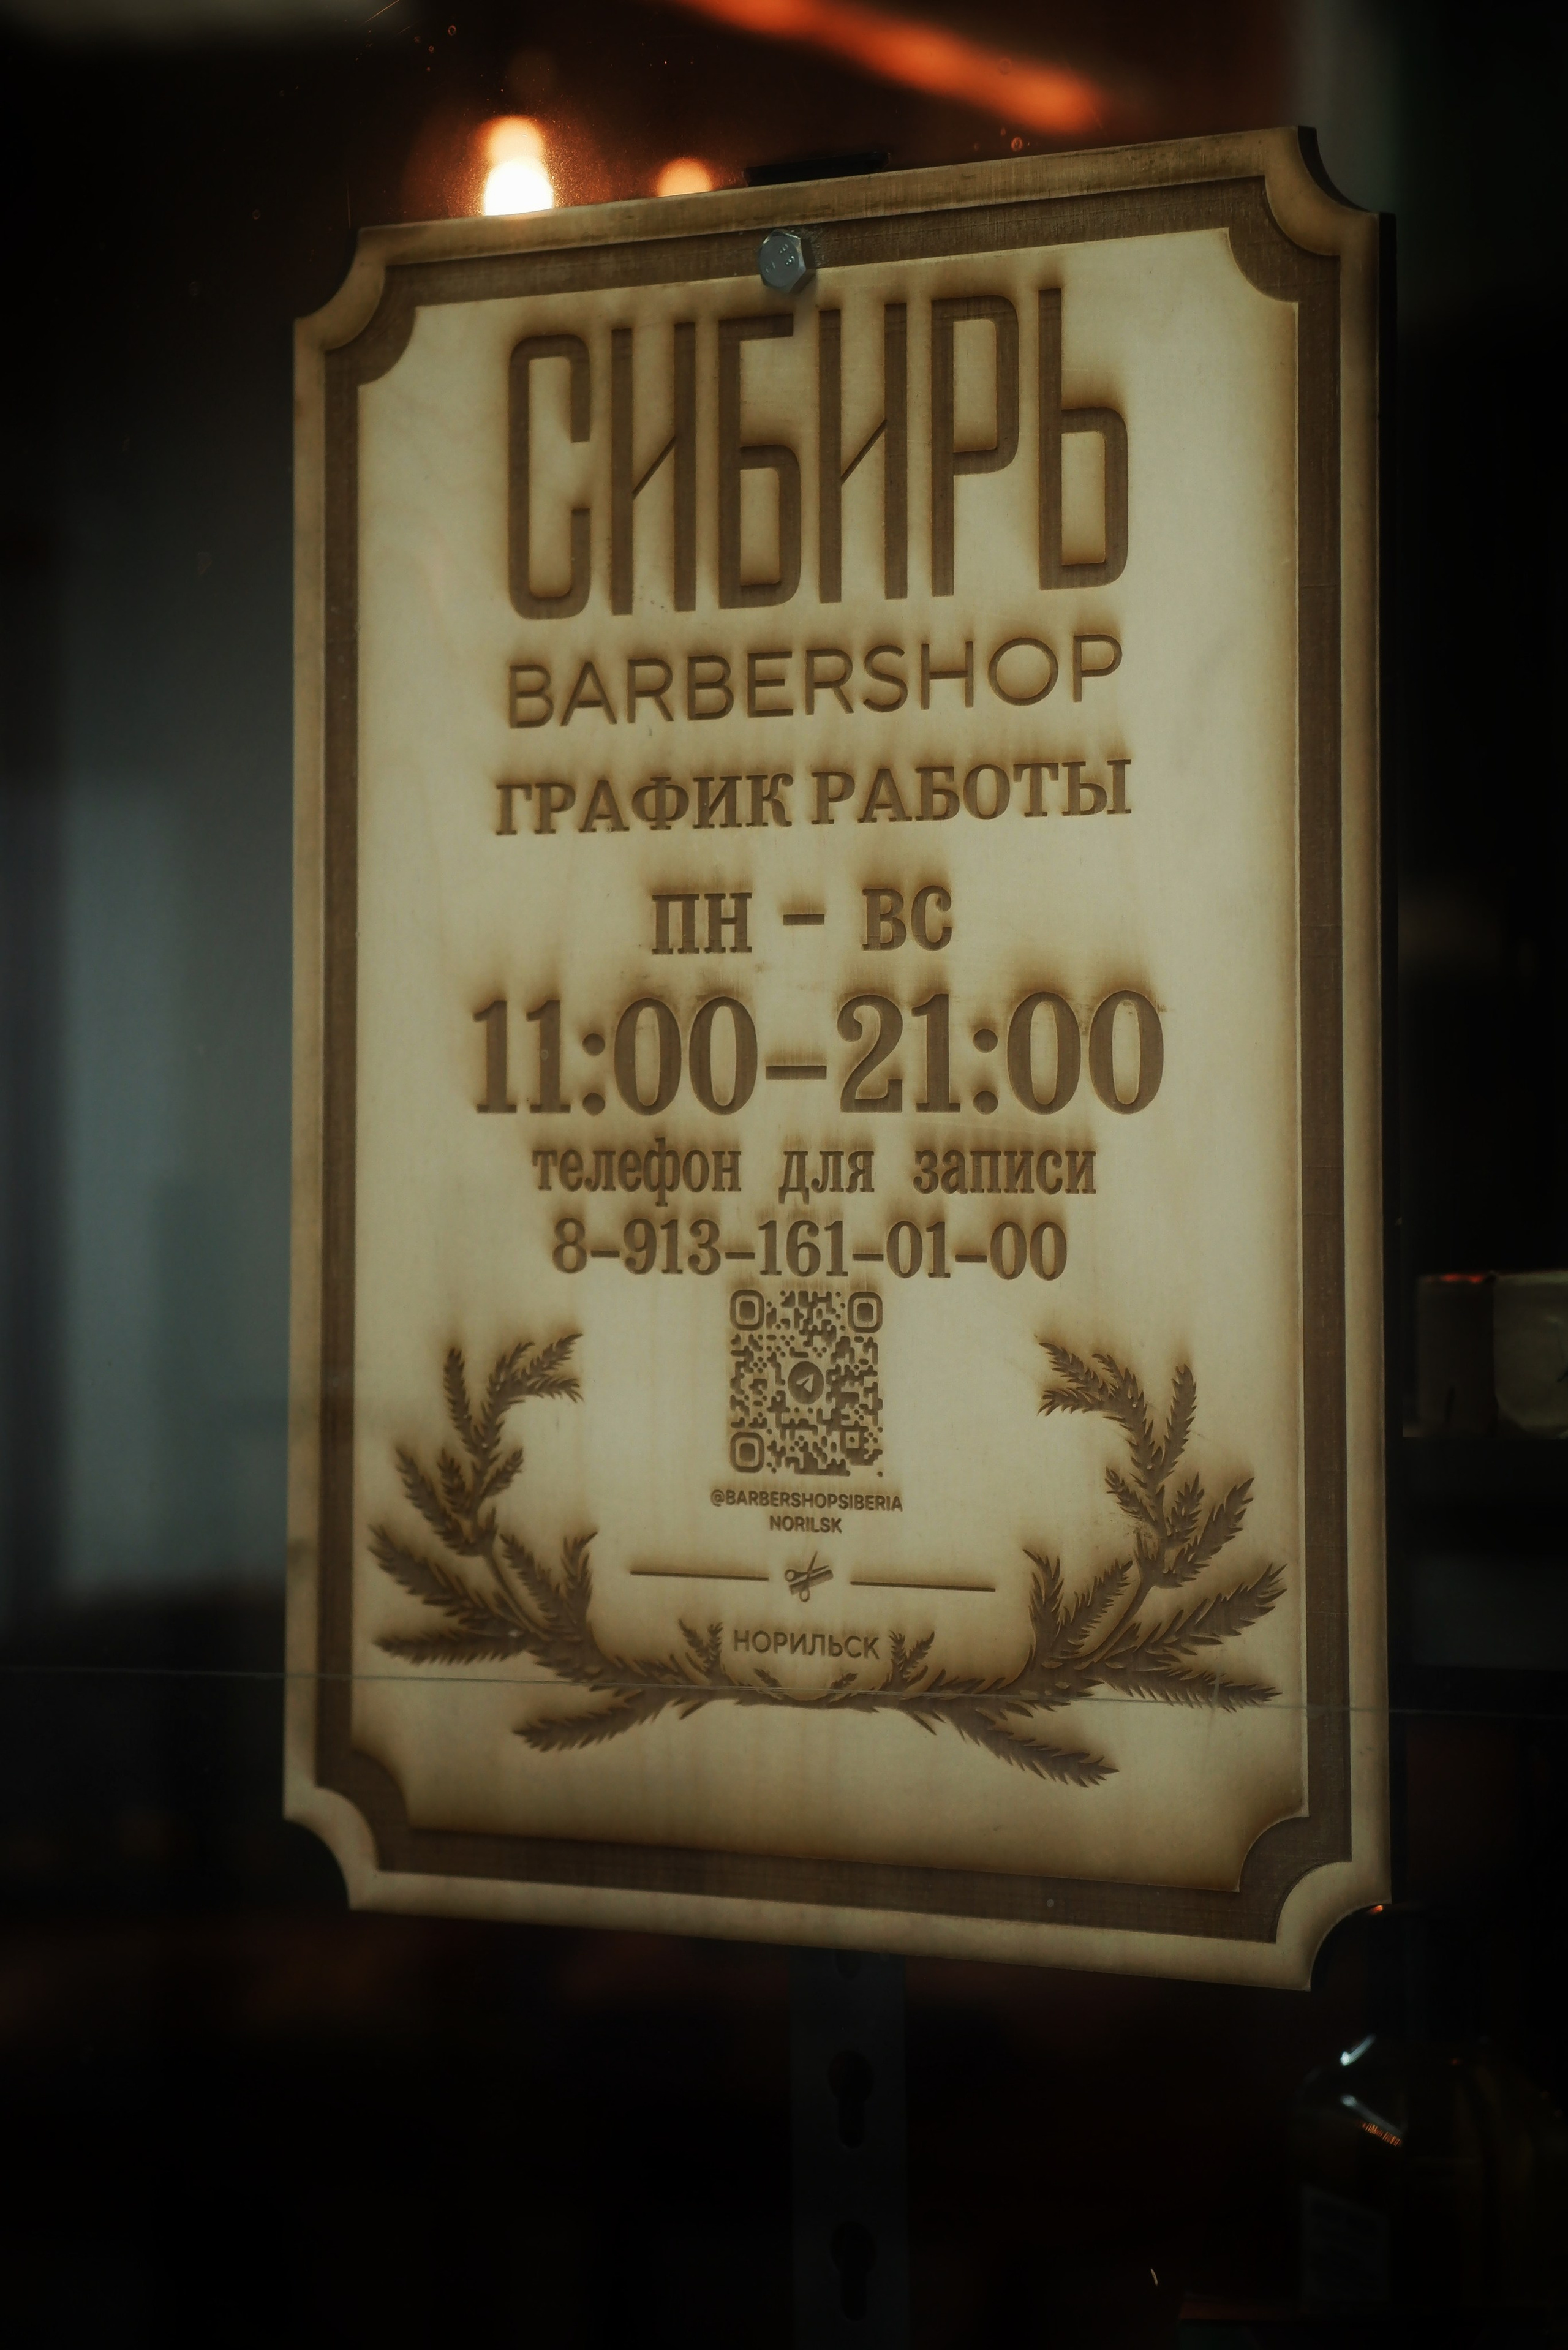 СИБИРЬ
BARBERSHOP
ГРАФИК РАБОТЫ
ПН – ВС
11:00–21:00
телефон для записи
8–913–161–01–00
@BARBERSHOPSIBERIA
NORILSK
НОРИЛЬСК